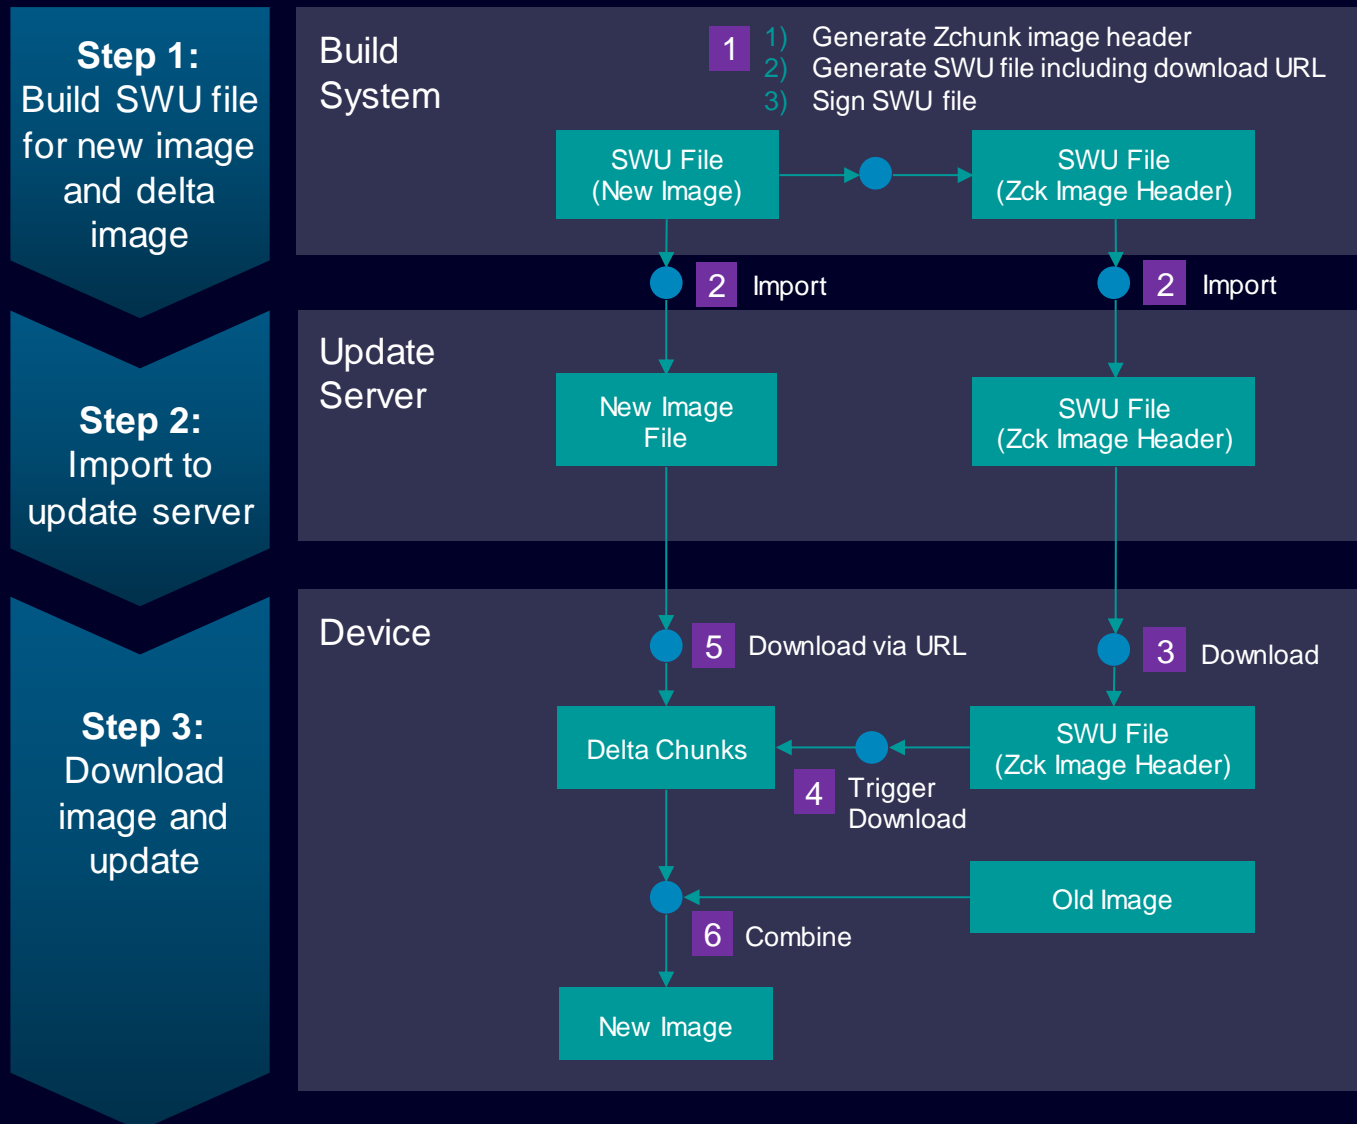 Step 1:
Build SWU file
for new image
and delta
image
Build
System
1
1) Generate Zchunk image header
2) Generate SWU file including download URL
3) Sign SWU file
SWU File
(New Image)
SWU File
(Zck Image Header)
2 Import
2 Import
Step 2:
Import to
update server
Update
Server
New Image
File
SWU File
(Zck Image Header)
Step 3:
Download
image and
update
Device
5 Download via URL
3 Download
Delta Chunks
SWU File
(Zck Image Header)
4 Trigger
Download
Old Image
6 Combine
New Image